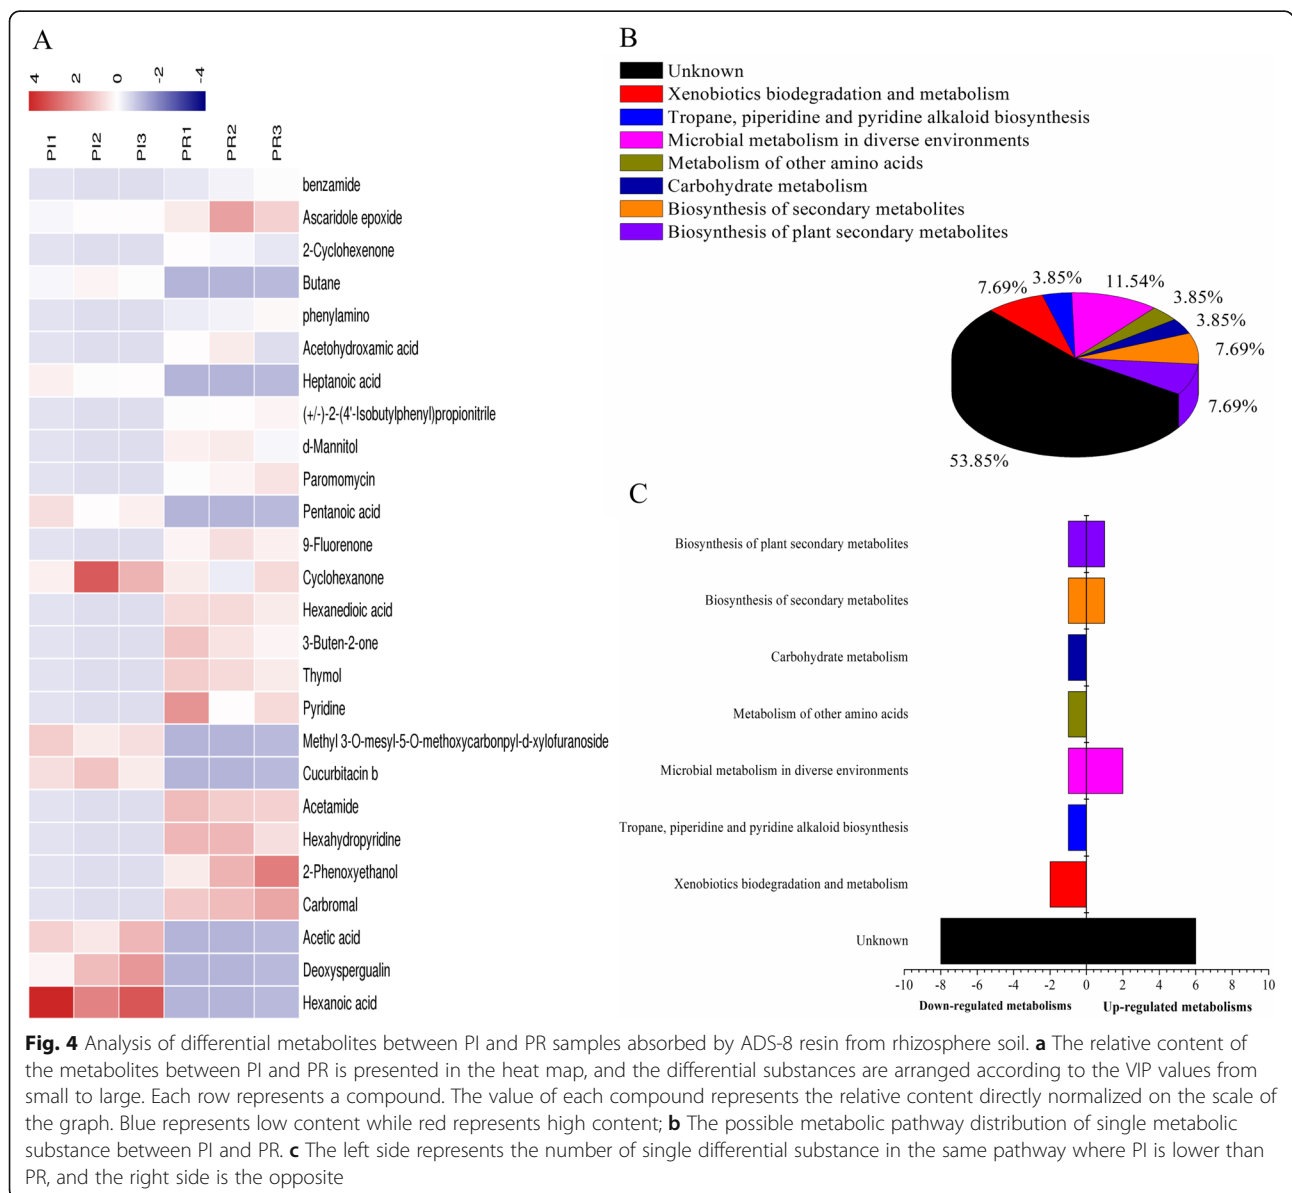 A
4 2 0 -2 -4
PI1 PI2 PI3 PR1 PR2 PR3
benzamide
Ascaridole epoxide
2-Cyclohexenone
Butane
phenylamino
Acetohydroxamic acid
Heptanoic acid
(+/-)-2-(4'-Isobutylphenyl)propionitrile
d-Mannitol
Paromomycin
Pentanoic acid
9-Fluorenone
Cyclohexanone
Hexanedioic acid
3-Buten-2-one
Thymol
Pyridine
Methyl 3-O-mesyl-5-O-methoxycarbonpyl-d-xylofuranoside
Cucurbitacin b
Acetamide
Hexahydropyridine
2-Phenoxyethanol
Carbromal
Acetic acid
Deoxyspergualin
Hexanoic acid
B
Unknown
Xenobiotics biodegradation and metabolism
Tropane, piperidine and pyridine alkaloid biosynthesis
Microbial metabolism in diverse environments
Metabolism of other amino acids
Carbohydrate metabolism
Biosynthesis of secondary metabolites
Biosynthesis of plant secondary metabolites
7.69%
3.85%
11.54%
3.85%
3.85%
7.69%
7.69%
53.85%
C
Biosynthesis of plant secondary metabolites
Biosynthesis of secondary metabolites
Carbohydrate metabolism
Metabolism of other amino acids
Microbial metabolism in diverse environments
Tropane, piperidine and pyridine alkaloid biosynthesis
Xenobiotics biodegradation and metabolism
Unknown
-10 -8 -6 -4 -2 0 2 4 6 8 10
Down-regulated metabolisms Up-regulated metabolisms
Fig. 4 Analysis of differential metabolites between PI and PR samples absorbed by ADS-8 resin from rhizosphere soil. a The relative content of
the metabolites between PI and PR is presented in the heat map, and the differential substances are arranged according to the VIP values from
small to large. Each row represents a compound. The value of each compound represents the relative content directly normalized on the scale of
the graph. Blue represents low content while red represents high content; b The possible metabolic pathway distribution of single metabolic
substance between PI and PR. c The left side represents the number of single differential substance in the same pathway where PI is lower than
PR, and the right side is the opposite